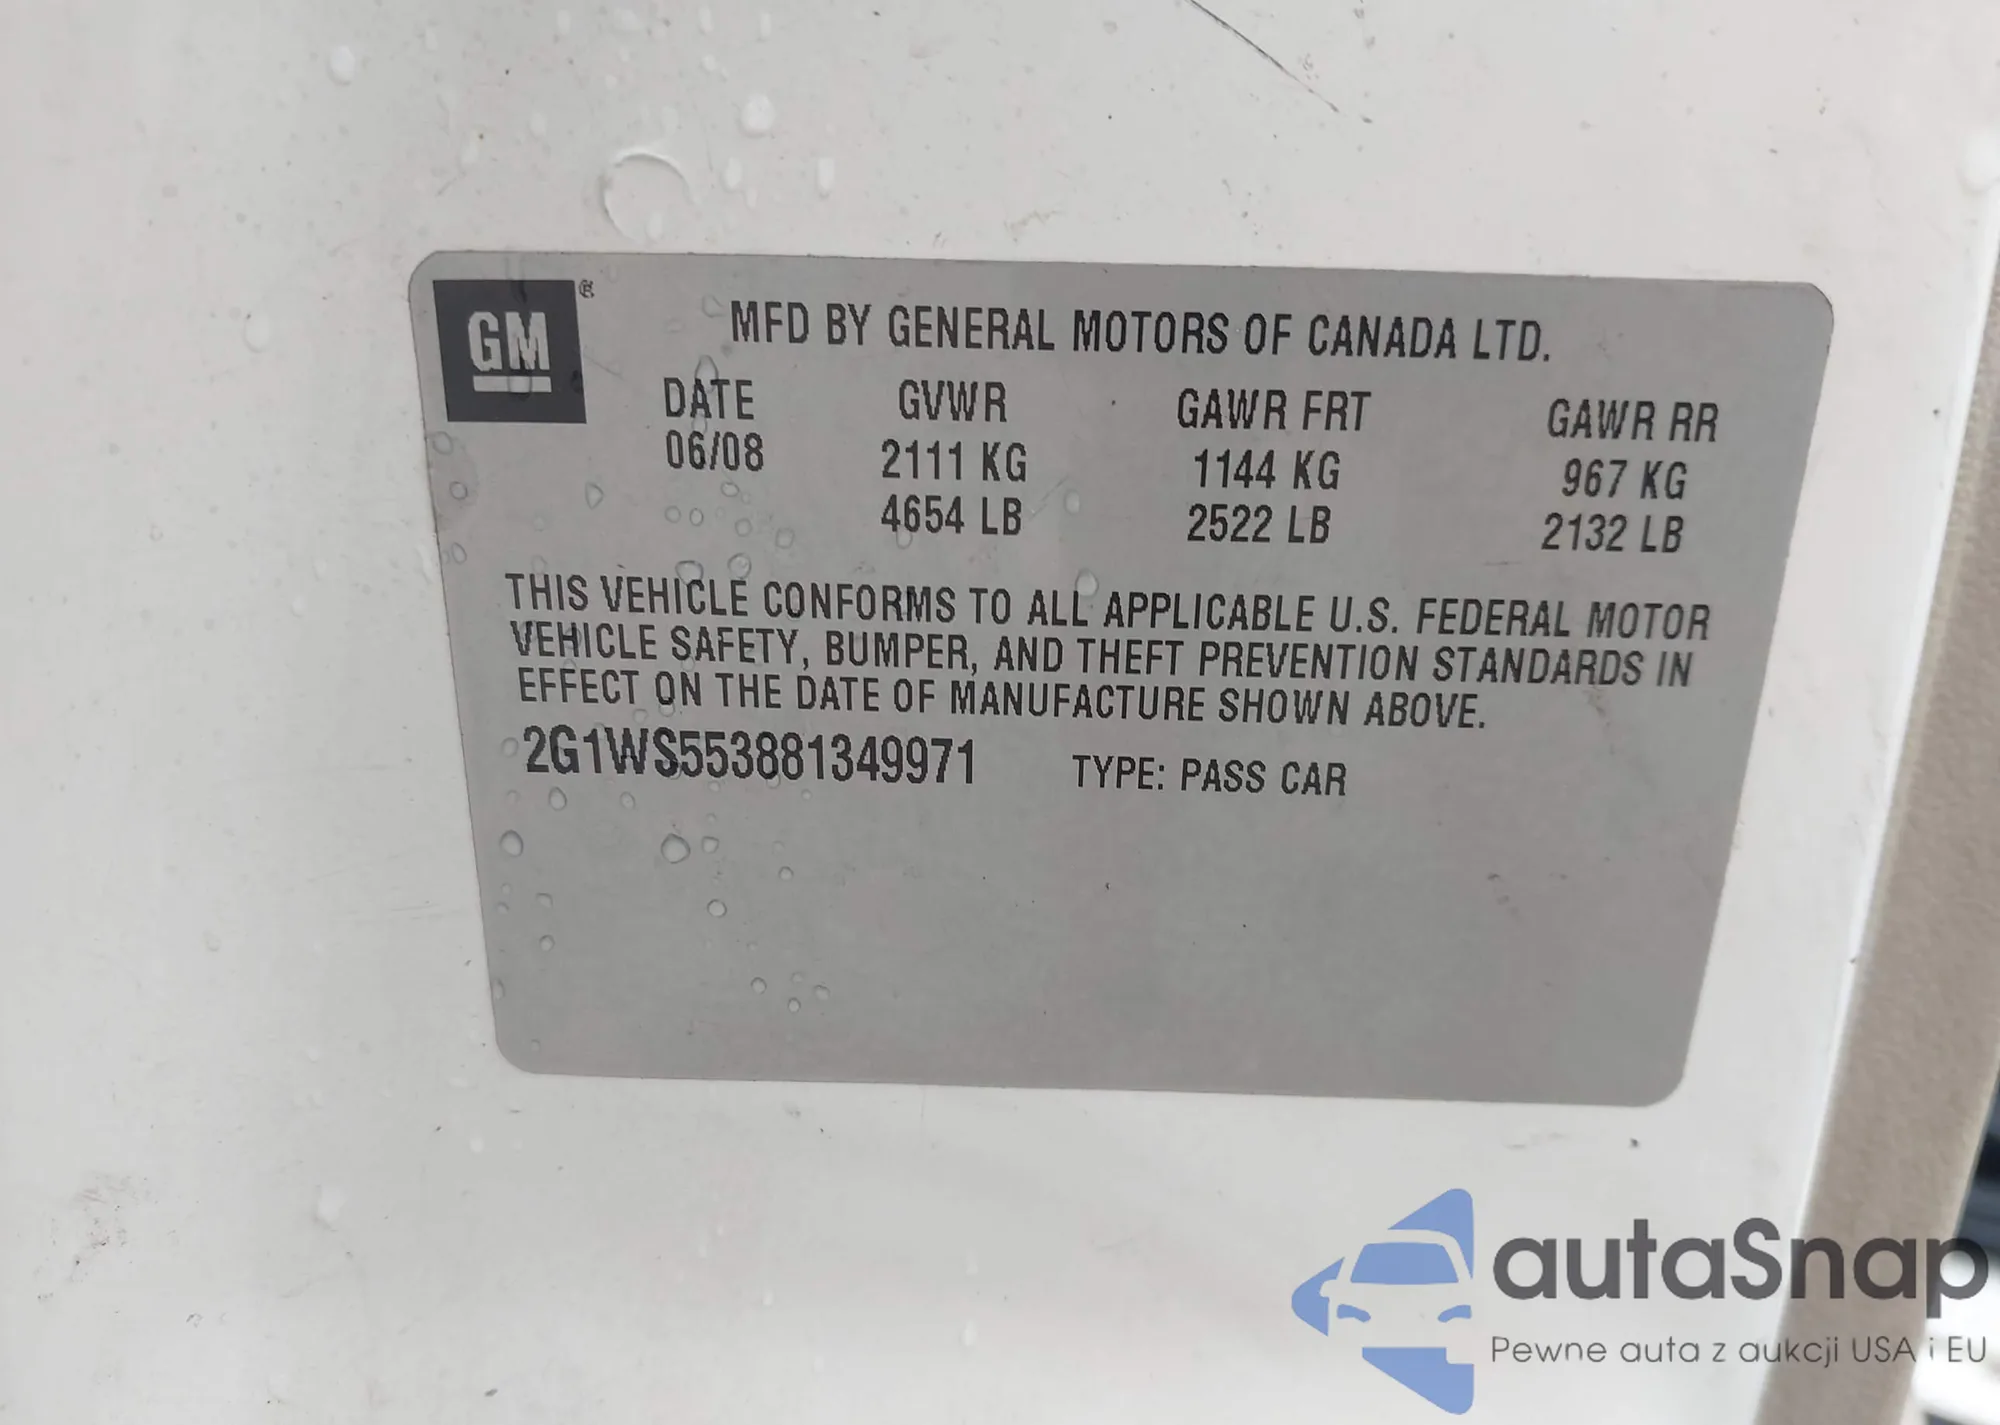 GM®
MFD BY GENERAL MOTORS OF CANADA LTD.
DATE GVWR GAWR FRT GAWR RR
06/08 2111 KG 1144 KG 967 KG
4654 LB 2522 LB 2132 LB
THIS VEHICLE CONFORMS TO ALL APPLICABLE U.S. FEDERAL MOTOR
VEHICLE SAFETY, BUMPER, AND THEFT PREVENTION STANDARDS IN
EFFECT ON THE DATE OF MANUFACTURE SHOWN ABOVE.
2G1WS553881349971 TYPE: PASS CAR
autaSnap
Pewne auta z aukcji USA i EU